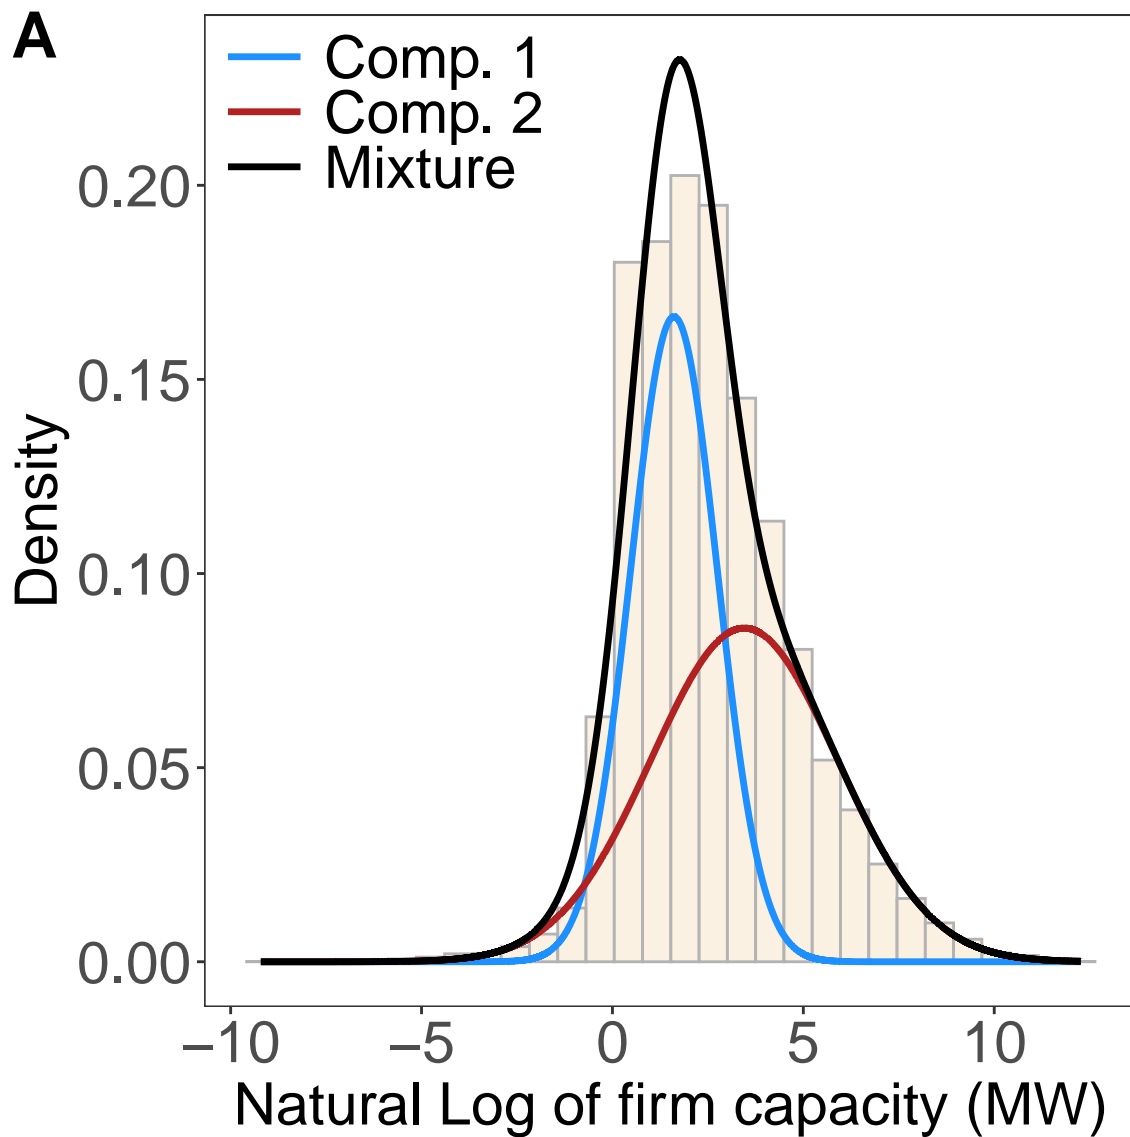 A
Comp. 1
Comp. 2
Mixture
0.20
0.15
0.10
0.05
0.00
Density
−10 −5 0 5 10
Natural Log of firm capacity (MW)